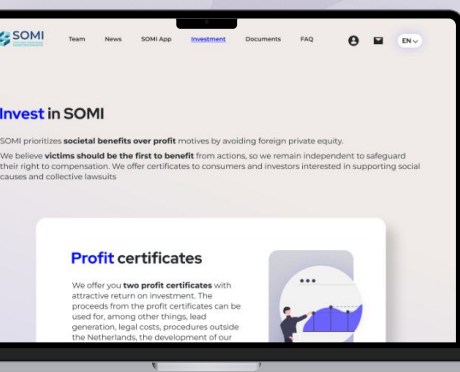 SOMI
Team News SOMI App Investment Documents FAQ EN
Invest in SOMI
SOMI prioritizes societal benefits over profit motives by avoiding foreign private equity.
We believe victims should be the first to benefit from actions, so we remain independent to safeguard
their right to compensation. We offer certificates to consumers and investors interested in supporting social
causes and collective lawsuits
Profit certificates
We offer you two profit certificates with
attractive return on investment. The
proceeds from the profit certificates can be
used for, among other things, lead
generation, legal costs, procedures outside
the Netherlands, the development of our